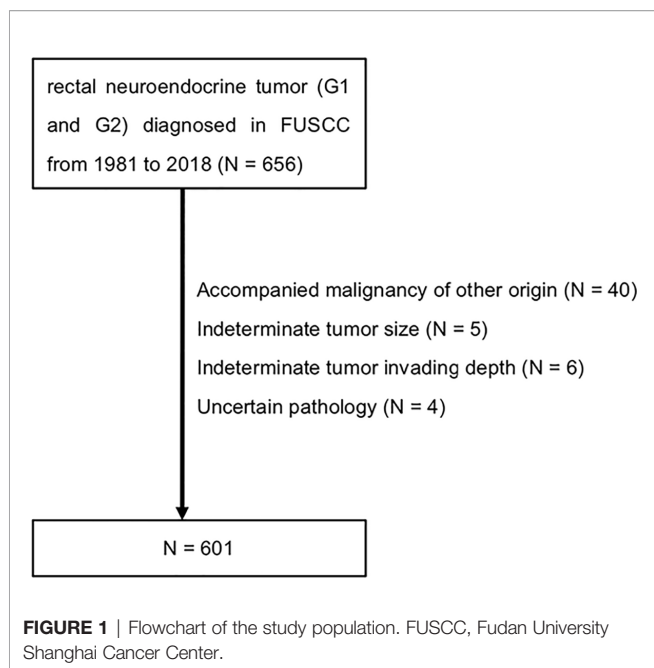 rectal neuroendocrine tumor (G1
and G2) diagnosed in FUSCC
from 1981 to 2018 (N = 656)
Accompanied malignancy of other origin (N = 40)
Indeterminate tumor size (N = 5)
Indeterminate tumor invading depth (N = 6)
Uncertain pathology (N = 4)
N = 601
FIGURE 1 | Flowchart of the study population. FUSCC, Fudan University
Shanghai Cancer Center.